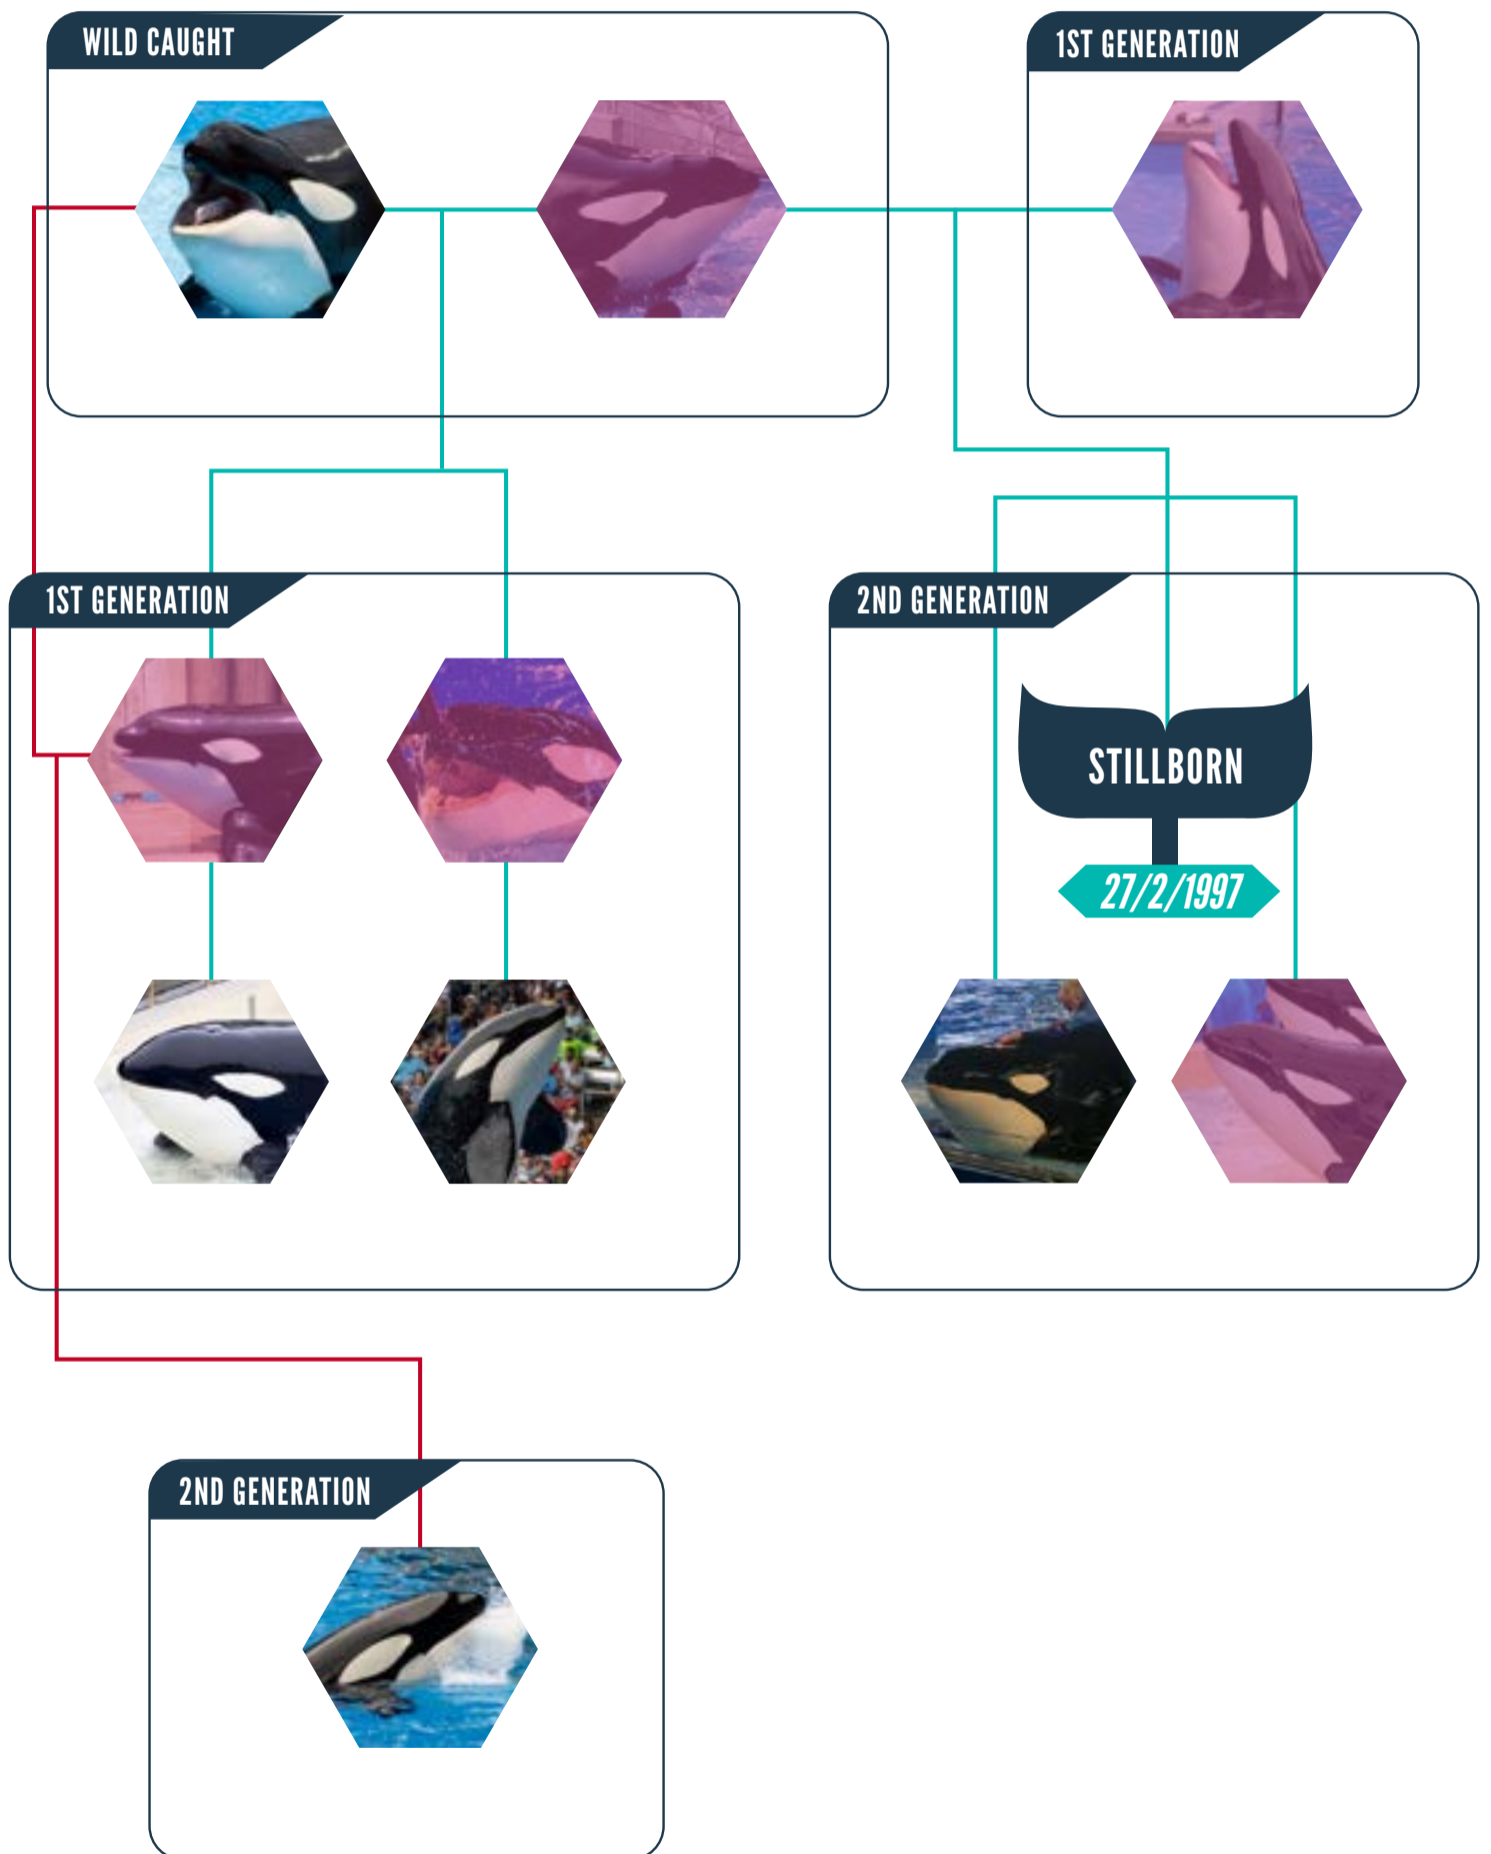 WILD CAUGHT
1ST GENERATION
1ST GENERATION
2ND GENERATION
STILLBORN
27/2/1997
2ND GENERATION